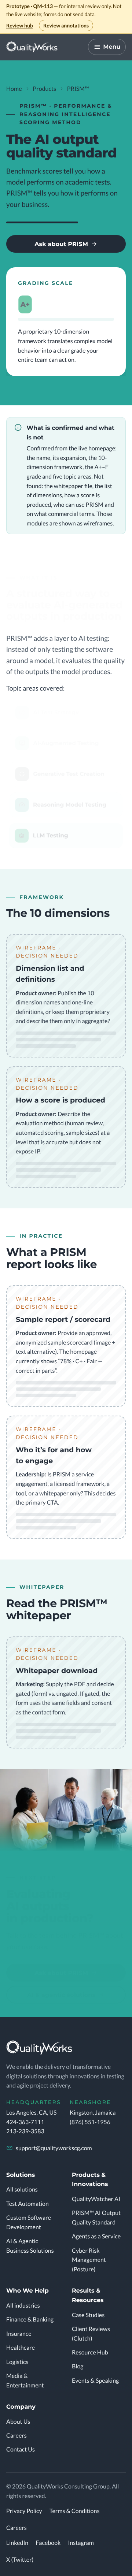 Prototype · QM-113 — for internal review only. Not
the live website; forms do not send data.
Review hub Review annotations
QualityWorks
Menu
Home Products PRISM™
PRISM™ · PERFORMANCE &
REASONING INTELLIGENCE
SCORING METHOD
The AI output
quality standard
Benchmark scores tell you how a
model performs on academic tests.
PRISM™ tells you how it performs on
your business.
Ask about PRISM →
GRADING SCALE
A+
A proprietary 10-dimension
framework translates complex model
behavior into a clear grade your
entire team can act on.
What is confirmed and what
is not
Confirmed from the live homepage:
the name, its expansion, the 10-
dimension framework, the A+–F
grade and five topic areas. Not
found: the whitepaper file, the list
of dimensions, how a score is
produced, who can use PRISM and
on what commercial terms. Those
modules are shown as wireframes.
PRISM™ adds a layer to AI testing:
instead of only testing the software
around a model, it evaluates the quality
of the outputs the model produces.
Topic areas covered:
LLM Testing
FRAMEWORK
The 10 dimensions
WIREFRAME ·
DECISION NEEDED
Dimension list and
definitions
Product owner: Publish the 10
dimension names and one-line
definitions, or keep them proprietary
and describe them only in aggregate?
WIREFRAME ·
DECISION NEEDED
How a score is produced
Product owner: Describe the
evaluation method (human review,
automated scoring, sample sizes) at a
level that is accurate but does not
expose IP.
IN PRACTICE
What a PRISM
report looks like
WIREFRAME ·
DECISION NEEDED
Sample report / scorecard
Product owner: Provide an approved,
anonymized sample scorecard (image +
text alternative). The homepage
currently shows “78% · C+ · Fair —
correct in parts”.
WIREFRAME ·
DECISION NEEDED
Who it’s for and how
to engage
Leadership: Is PRISM a service
engagement, a licensed framework, a
tool, or a whitepaper only? This decides
the primary CTA.
WHITEPAPER
Read the PRISM™
whitepaper
WIREFRAME ·
DECISION NEEDED
Whitepaper download
Marketing: Supply the PDF and decide
gated (form) vs. ungated. If gated, the
form uses the same fields and consent
as the contact form.
QualityWorks
We enable the delivery of transformative
digital solutions through innovations in testing
and agile project delivery.
HEADQUARTERS
Los Angeles, CA, US
424-363-7111
213-239-3583
NEARSHORE
Kingston, Jamaica
(876) 551-1956
support@qualityworkscg.com
Solutions
All solutions
Test Automation
Custom Software
Development
AI & Agentic
Business Solutions
Products &
Innovations
QualityWatcher AI
PRISM™ AI Output
Quality Standard
Agents as a Service
Cyber Risk
Management
(Posture)
Who We Help
All industries
Finance & Banking
Insurance
Healthcare
Logistics
Media &
Entertainment
Results &
Resources
Case Studies
Client Reviews
(Clutch)
Resource Hub
Blog
Events & Speaking
Company
About Us
Careers
Contact Us
© 2026 QualityWorks Consulting Group. All
rights reserved.
Privacy Policy Terms & Conditions
Careers
LinkedIn Facebook Instagram
X (Twitter)